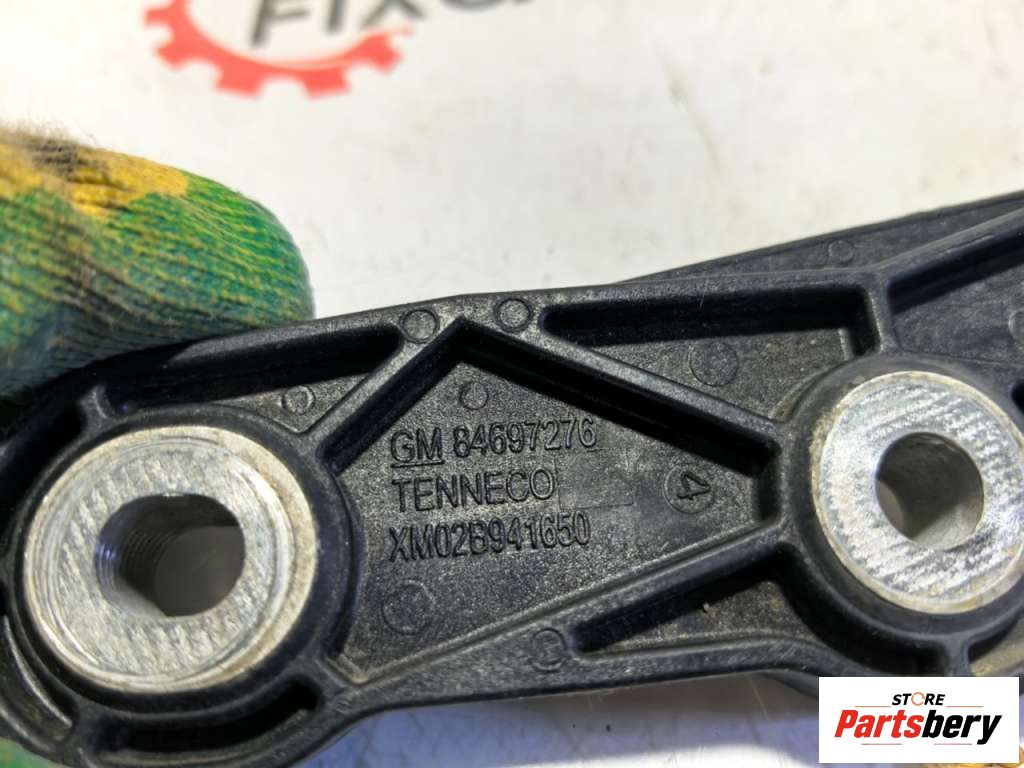 GM 84697276
TENNECO
4
XM02B941650
STORE
Partsbery